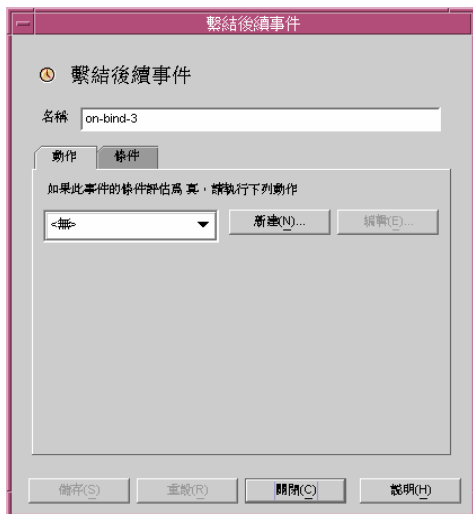 繫結後續事件
繫結後續事件
名稱 on-bind-3
動作 條件
如果此事件的條件評估為 真，請執行下列動作
<無> 新建(N)... 編輯(E)...
儲存(S) 重設(R) 關閉(C) 說明(H)